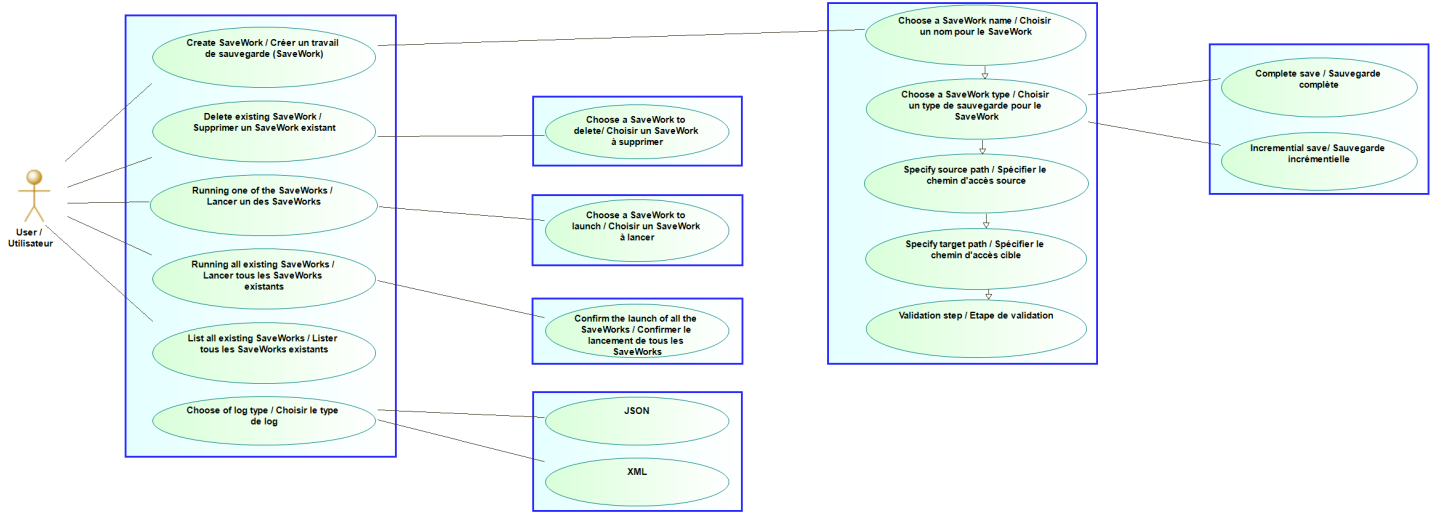 User /
Utilisateur
Create SaveWork / Créer un travail
de sauvegarde (SaveWork)
Delete existing SaveWork /
Supprimer un SaveWork existant
Running one of the SaveWorks /
Lancer un des SaveWorks
Running all existing SaveWorks /
Lancer tous les SaveWorks
existants
List all existing SaveWorks / Lister
tous les SaveWorks existants
Choose of log type / Choisir le type
de log
Choose a SaveWork to
delete/ Choisir un SaveWork
à supprimer
Choose a SaveWork to
launch / Choisir un SaveWork
à lancer
Confirm the launch of all the
SaveWorks / Confirmer le
lancement de tous les
SaveWorks
JSON
XML
Choose a SaveWork name / Choisir
un nom pour le SaveWork
Choose a SaveWork type / Choisir
un type de sauvegarde pour le
SaveWork
Specify source path / Spécifier le
chemin d'accès source
Specify target path / Spécifier le
chemin d'accès cible
Validation step / Etape de validation
Complete save / Sauvegarde
complète
Incremential save/ Sauvegarde
incrémentielle